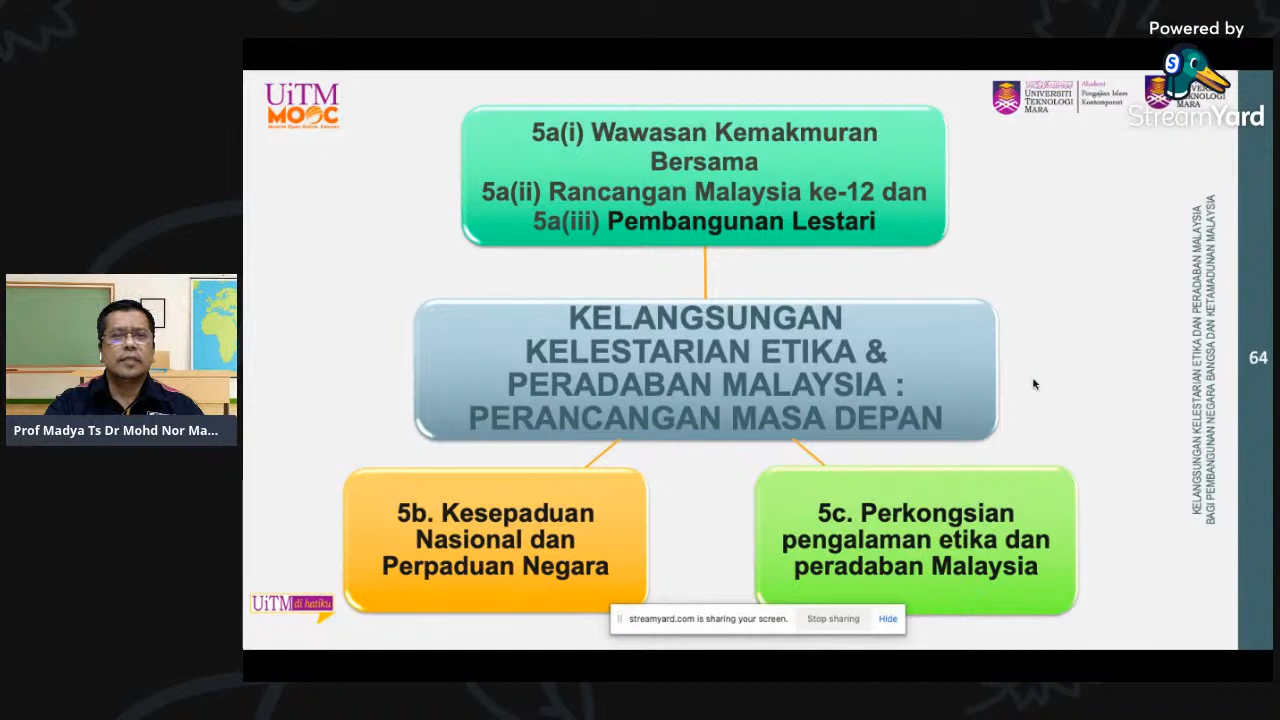 Powered by
StreamYard
UiTM
MOOC
UNIVERSITI
TEKNOLOGI
MARA
Akademi
Pengajian Islam
Kontemporari
5a(i) Wawasan Kemakmuran
Bersama
5a(ii) Rancangan Malaysia ke-12 dan
5a(iii) Pembangunan Lestari
KELANGSUNGAN
KELESTARIAN ETIKA &
PERADABAN MALAYSIA :
PERANCANGAN MASA DEPAN
5b. Kesepaduan
Nasional dan
Perpaduan Negara
5c. Perkongsian
pengalaman etika dan
peradaban Malaysia
KELANGSUNGAN KELESTARIAN ETIKA DAN PERADABAN MALAYSIA
BAGI PEMBANGUNAN NEGARA BANGSA DAN KETAMADUNAN MALAYSIA
64
Prof Madya Ts Dr Mohd Nor Ma...
UiTM di hatiku
streamyard.com is sharing your screen.
Stop sharing
Hide